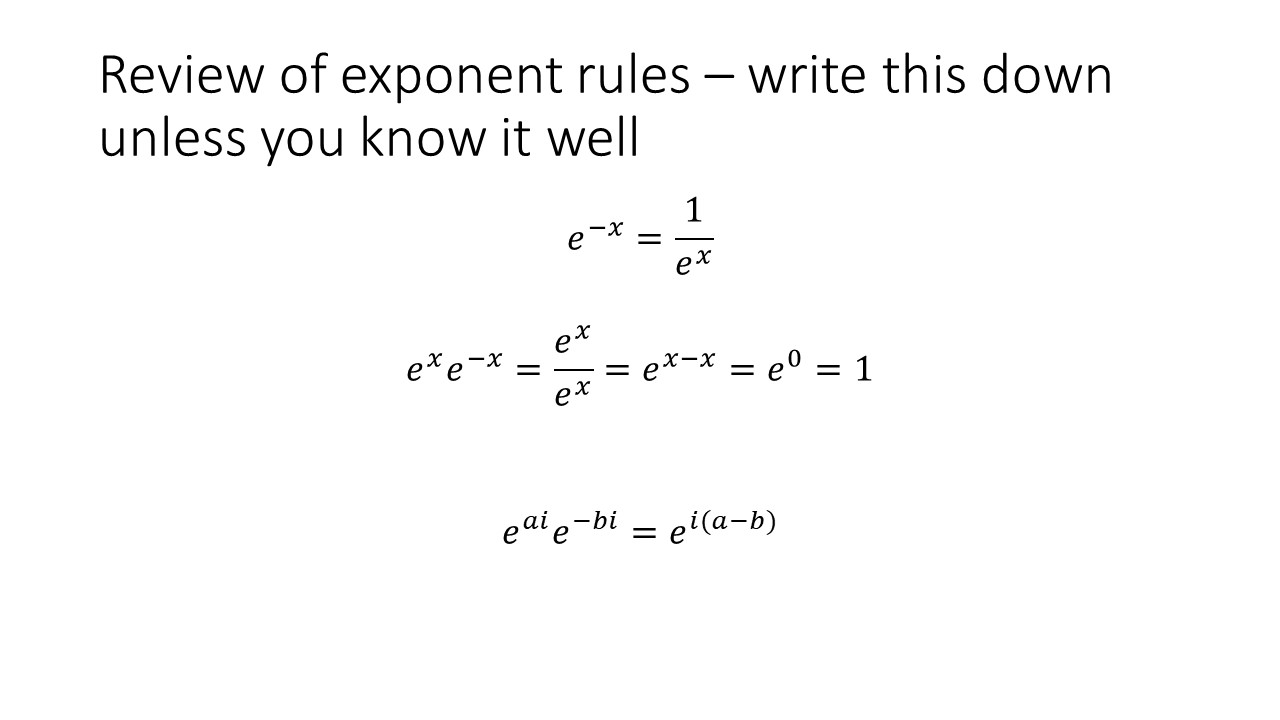 Review of exponent rules – write this down
unless you know it well
e^{-x} = \frac{1}{e^x}
e^x e^{-x} = \frac{e^x}{e^x} = e^{x-x} = e^0 = 1
e^{ai} e^{-bi} = e^{i(a-b)}